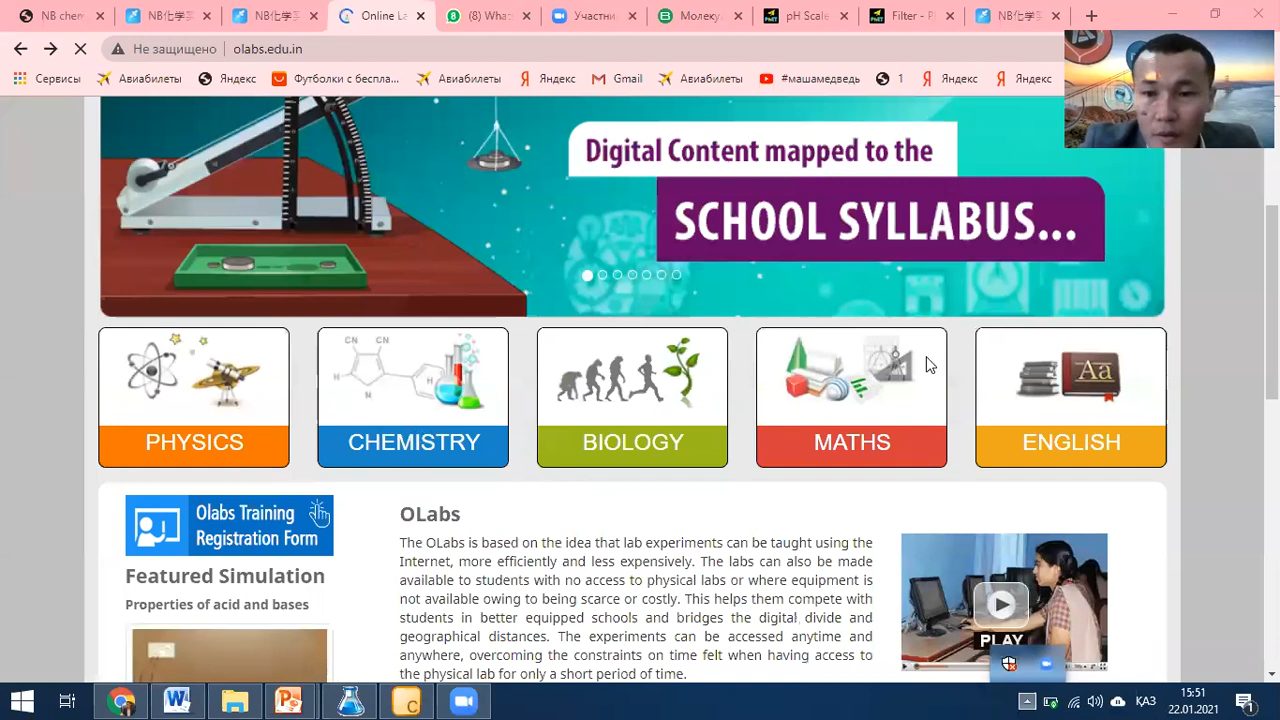 NB chem
NB化学
NB化学
Online La
(8) What
Участни
Молеку
pH Scale
Filter - P
NB化学
Не защищено
olabs.edu.in
Сервисы
Авиабилеты
Яндекс
Футболки с беспла...
Авиабилеты
Яндекс
Gmail
Авиабилеты
#машамедведь
1
Яндекс
Яндекс
Digital Content mapped to the
SCHOOL SYLLABUS...
CN CN
H
N
H
Aa
PHYSICS
CHEMISTRY
BIOLOGY
MATHS
ENGLISH
Olabs Training
Registration Form
Featured Simulation
Properties of acid and bases
OLabs
The OLabs is based on the idea that lab experiments can be taught using the
Internet, more efficiently and less expensively. The labs can also be made
available to students with no access to physical labs or where equipment is
not available owing to being scarce or costly. This helps them compete with
students in better equipped schools and bridges the digital divide and
geographical distances. The experiments can be accessed anytime and
anywhere, overcoming the constraints on time felt when having access to
the physical lab for only a short period of time.
PLAY
ҚАЗ
15:51
22.01.2021